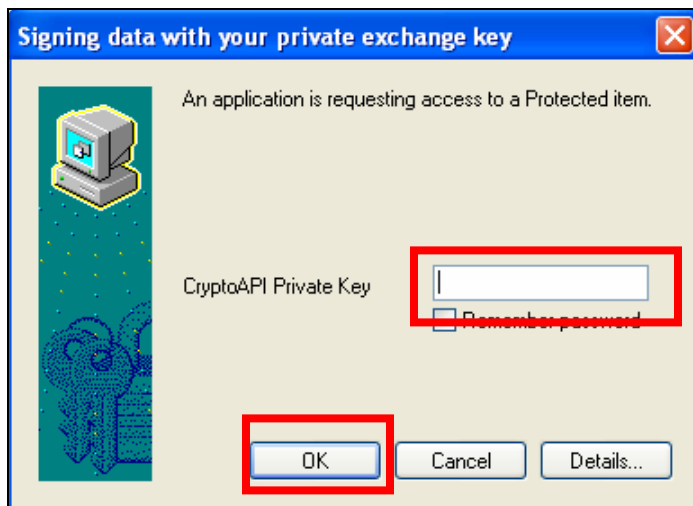 Signing data with your private exchange key
An application is requesting access to a Protected item.
CryptoAPI Private Key
Remember password
OK Cancel Details...